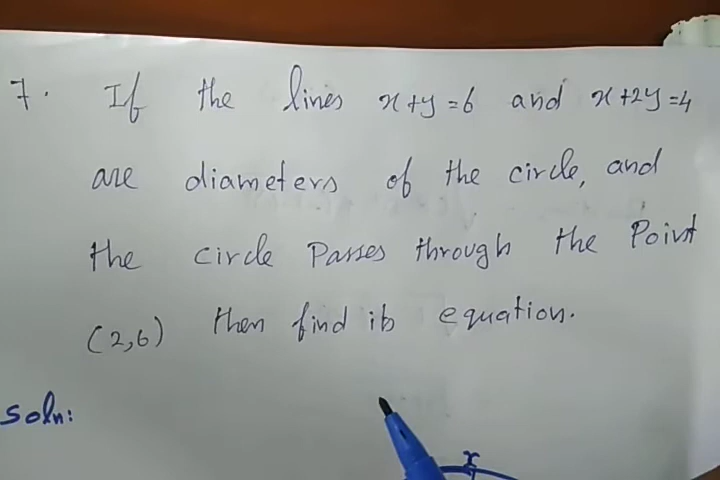 7. If the lines x+y=6 and x+2y=4
are diameters of the circle, and
the circle Passes through the Point
(2,6) then find its equation.
Soln:
x